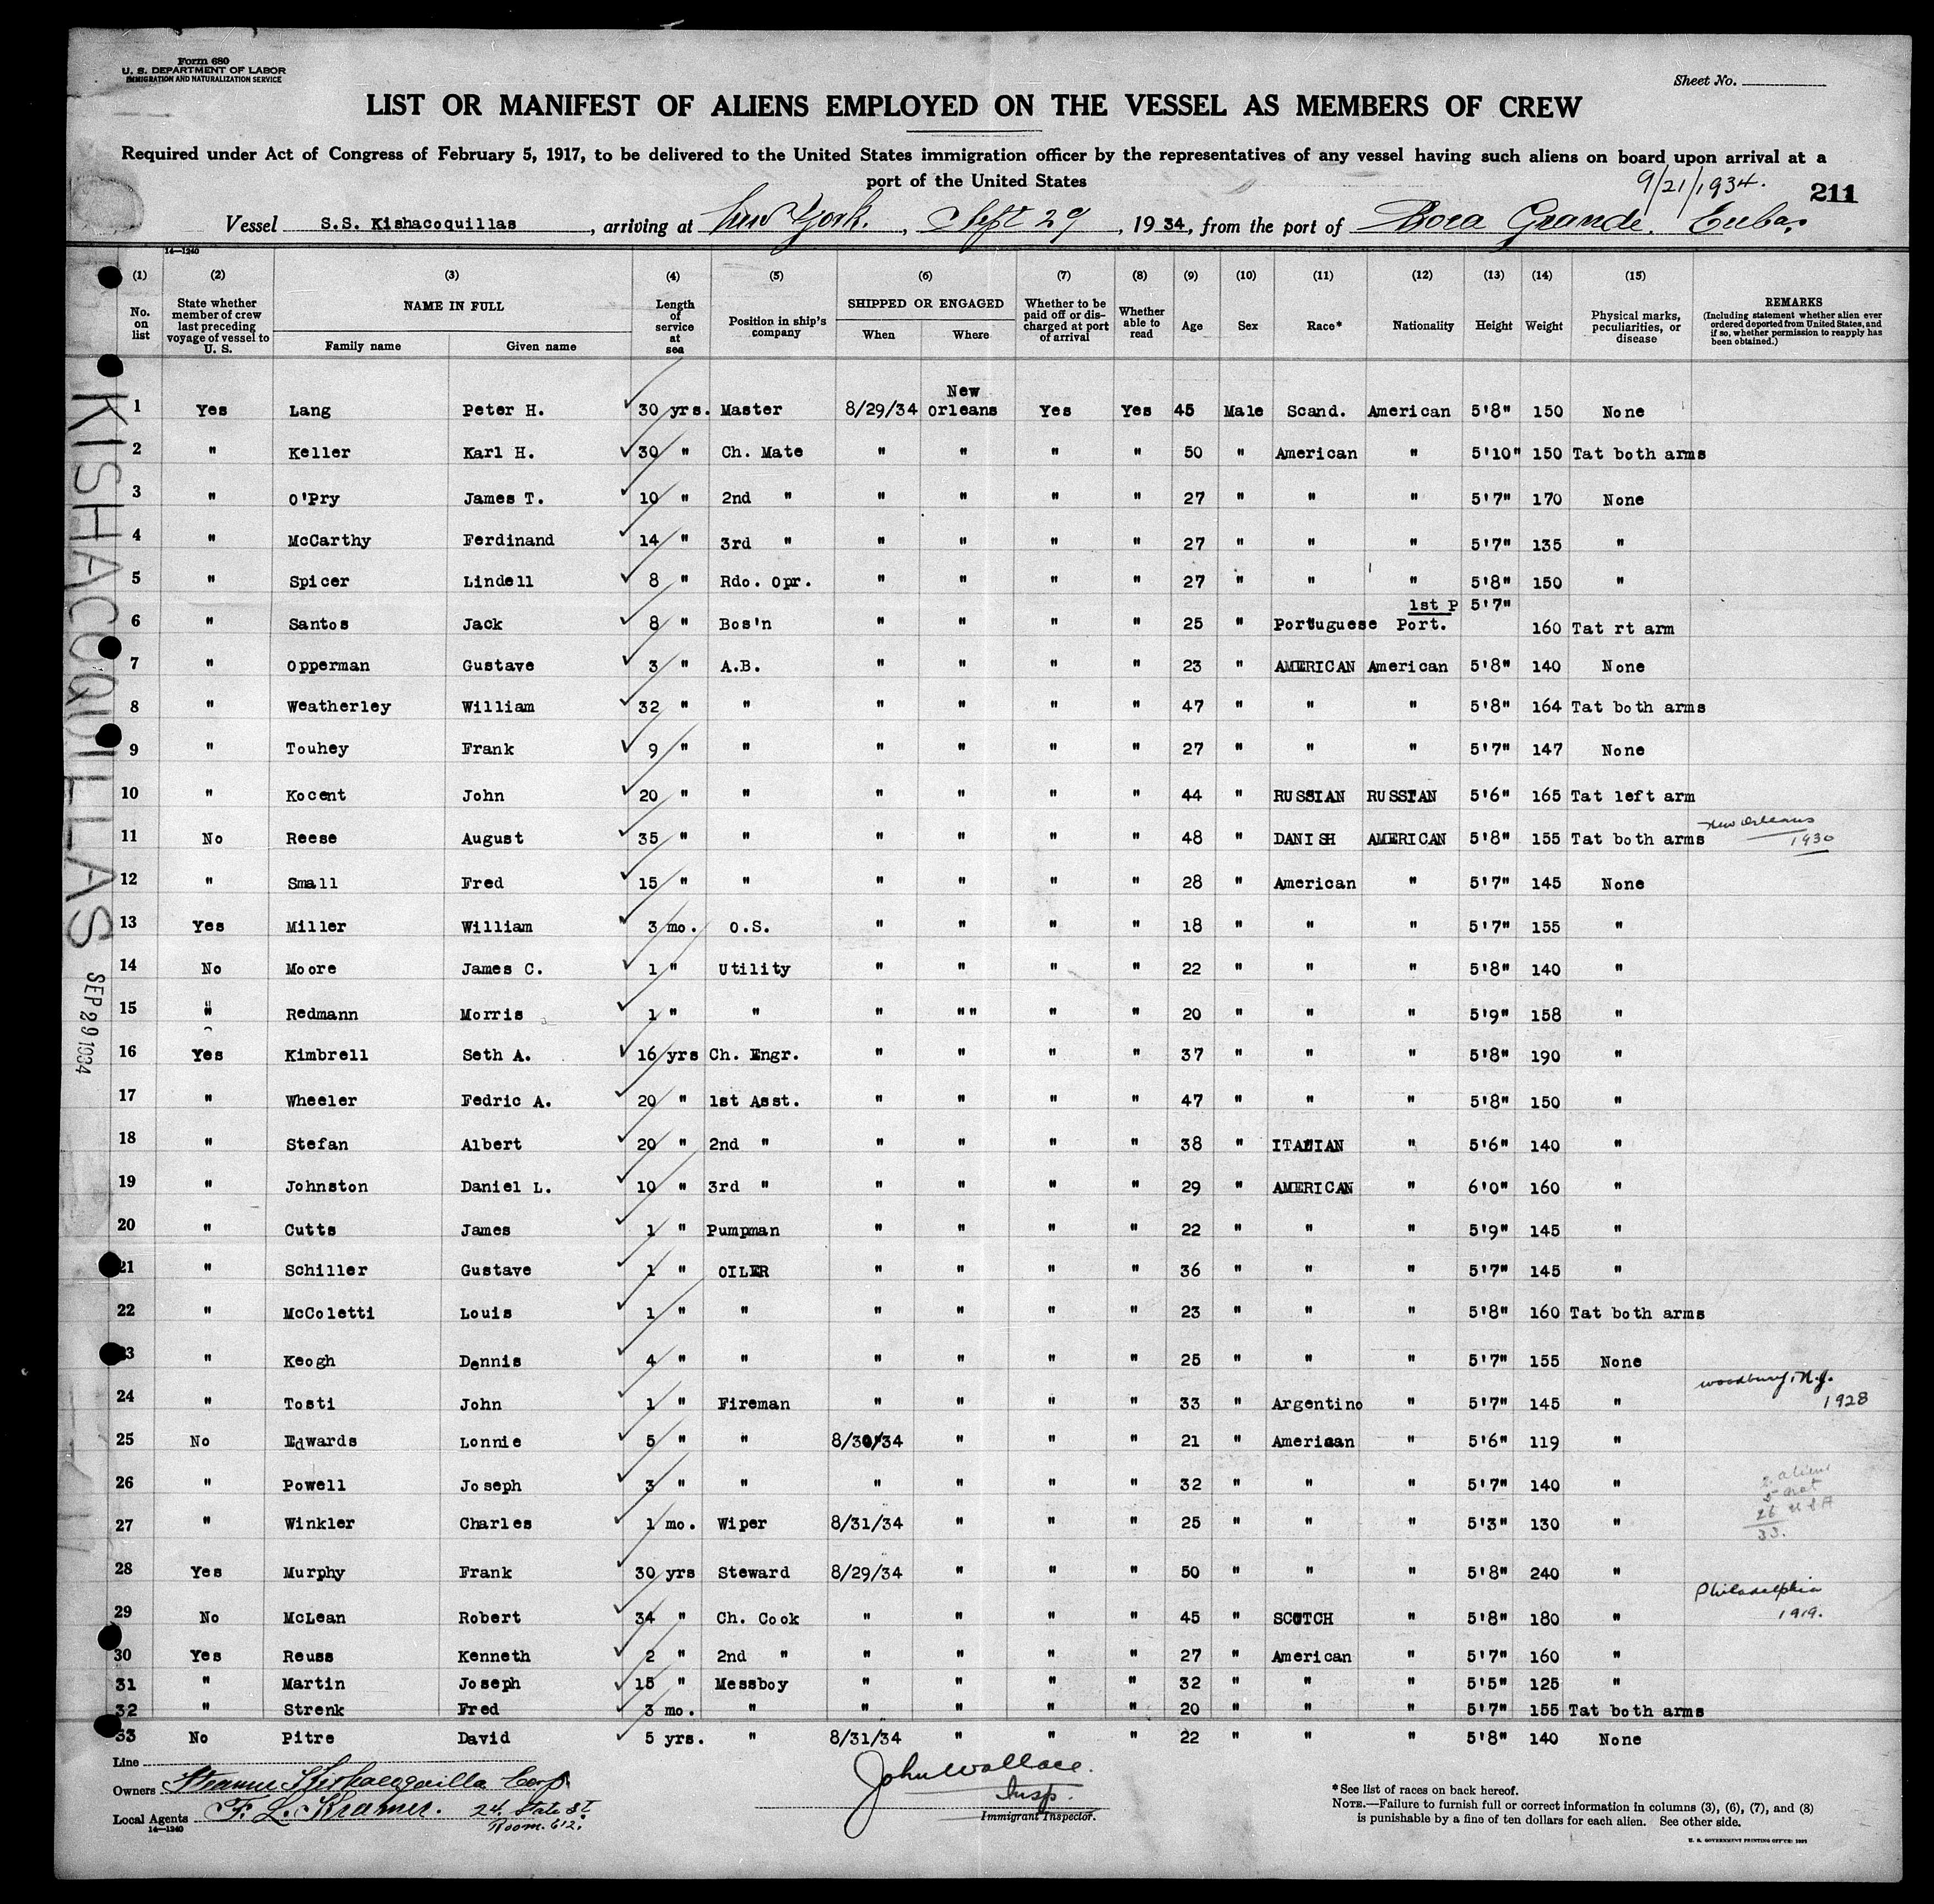 Form 680
U. S. DEPARTMENT OF LABOR
IMMIGRATION AND NATURALIZATION SERVICE
Sheet No.
LIST OR MANIFEST OF ALIENS EMPLOYED ON THE VESSEL AS MEMBERS OF CREW
Required under Act of Congress of February 5, 1917, to be delivered to the United States immigration officer by the representatives of any vessel having such aliens on board upon arrival at a
port of the United States
9/21/1934. 211
Vessel S.S. Kishacoquillas, arriving at New York., Sept 29, 1934, from the port of Boca Grande. Cuba.
14—1240
(1) (2) (3) (4) (5) (6) (7) (8) (9) (10) (11) (12) (13) (14) (15)
No. on list State whether member of crew last preceding voyage of vessel to U. S. NAME IN FULL Family name Given name Length of service at sea Position in ship's company SHIPPED OR ENGAGED When Where Whether to be paid off or discharged at port of arrival Whether able to read Age Sex Race* Nationality Height Weight Physical marks, peculiarities, or disease REMARKS (Including statement whether alien ever ordered deported from United States, and if so, whether permission to reapply has been obtained.)
1 Yes Lang Peter H. 30 yrs. Master 8/29/34 New Orleans Yes Yes 45 Male Scand. American 5'8" 150 None
2 " Keller Karl H. 30 " Ch. Mate " " " " 50 " American " 5'10" 150 Tat both arms
3 " O'Pry James T. 10 " 2nd " " " " " 27 " " " 5'7" 170 None
4 " McCarthy Ferdinand 14 " 3rd " " " " " 27 " " " 5'7" 135 "
5 " Spicer Lindell 8 " Rdo. Opr. " " " " 27 " " " 5'8" 150 "
6 " Santos Jack 8 " Bos'n " " " " 25 " Portuguese 1st P Port. 5'7" 160 Tat rt arm
7 " Opperman Gustave 3 " A.B. " " " " 23 " AMERICAN American 5'8" 140 None
8 " Weatherley William 32 " " " " " " 47 " " " 5'8" 164 Tat both arms
9 " Touhey Frank 9 " " " " " " 27 " " " 5'7" 147 None
10 " Kocent John 20 " " " " " " 44 " RUSSIAN RUSSIAN 5'6" 165 Tat left arm
11 No Reese August 35 " " " " " " 48 " DANISH AMERICAN 5'8" 155 Tat both arms New Orleans 1930
12 " Small Fred 15 " " " " " " 28 " American " 5'7" 145 None
13 Yes Miller William 3 mo. O.S. " " " " 18 " " " 5'7" 155 "
14 No Moore James C. 1 " Utility " " " " 22 " " " 5'8" 140 "
15 " Redmann Morris 1 " " " "" " " 20 " " " 5'9" 158 "
16 Yes Kimbrell Seth A. 16 yrs Ch. Engr. " " " " 37 " " " 5'8" 190 "
17 " Wheeler Fedric A. 20 " 1st Asst. " " " " 47 " " " 5'8" 150 "
18 " Stefan Albert 20 " 2nd " " " " " 38 " ITALIAN " 5'6" 140 "
19 " Johnston Daniel L. 10 " 3rd " " " " " 29 " AMERICAN " 6'0" 160 "
20 " Cutts James 1 " Pumpman " " " " 22 " " " 5'9" 145 "
21 " Schiller Gustave 1 " OILER " " " " 36 " " " 5'7" 145 "
22 " McColetti Louis 1 " " " " " " 23 " " " 5'8" 160 Tat both arms
23 " Keogh Dennis 4 " " " " " " 25 " " " 5'7" 155 None
24 " Tosti John 1 " Fireman " " " " 33 " Argentino " 5'7" 145 " Woodbury, N.J. 1928
25 No Edwards Lonnie 5 " " 8/30/34 " " " 21 " American " 5'6" 119 "
26 " Powell Joseph 3 " " " " " " 32 " " " 5'7" 140 "
27 " Winkler Charles 1 mo. Wiper 8/31/34 " " " 25 " " " 5'3" 130 "
2 aliens
5 nat
26 U S A
33.
28 Yes Murphy Frank 30 yrs Steward 8/29/34 " " " 50 " " " 5'8" 240 "
29 No McLean Robert 34 " Ch. Cook " " " " 45 " SCOTCH " 5'8" 180 " Philadelphia 1919.
30 Yes Reuss Kenneth 2 " 2nd " " " " " 27 " American " 5'7" 160 "
31 " Martin Joseph 15 " Messboy " " " " 32 " " " 5'5" 125 "
32 " Strenk Fred 3 mo. " " " " " 20 " " " 5'7" 155 Tat both arms
33 No Pitre David 5 yrs. " 8/31/34 " " " 22 " " " 5'8" 140 None
KISHACOQUILLAS
SEP 29 1934
Line
Owners Steamer Kishacoquilla Corp.
Local Agents F. L. Kramer. 24 State St. Room. 612.
14—1240
John Wallace.
Insp.
Immigrant Inspector.
*See list of races on back hereof.
NOTE.—Failure to furnish full or correct information in columns (3), (6), (7), and (8)
is punishable by a fine of ten dollars for each alien. See other side.